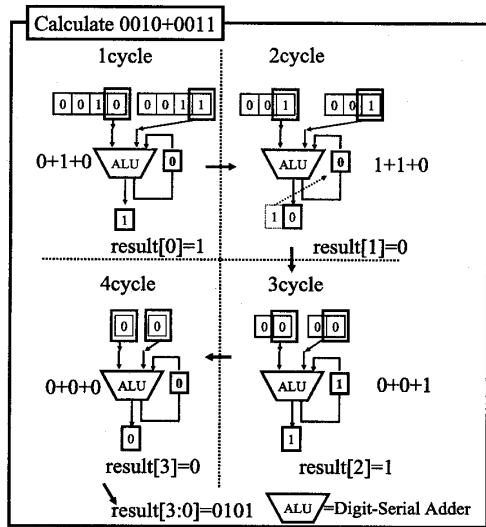 Calculate 0010+0011
1cycle
0 0 1 0
0 0 1 1
0+1+0
ALU
0
1
result[0]=1
2cycle
0 0 1
0 0 1
ALU
0
1+1+0
1 0
result[1]=0
3cycle
0 0
0 0
ALU
1
0+0+1
1
result[2]=1
4cycle
0
0
0+0+0
ALU
0
0
result[3]=0
result[3:0]=0101
ALU =Digit-Serial Adder